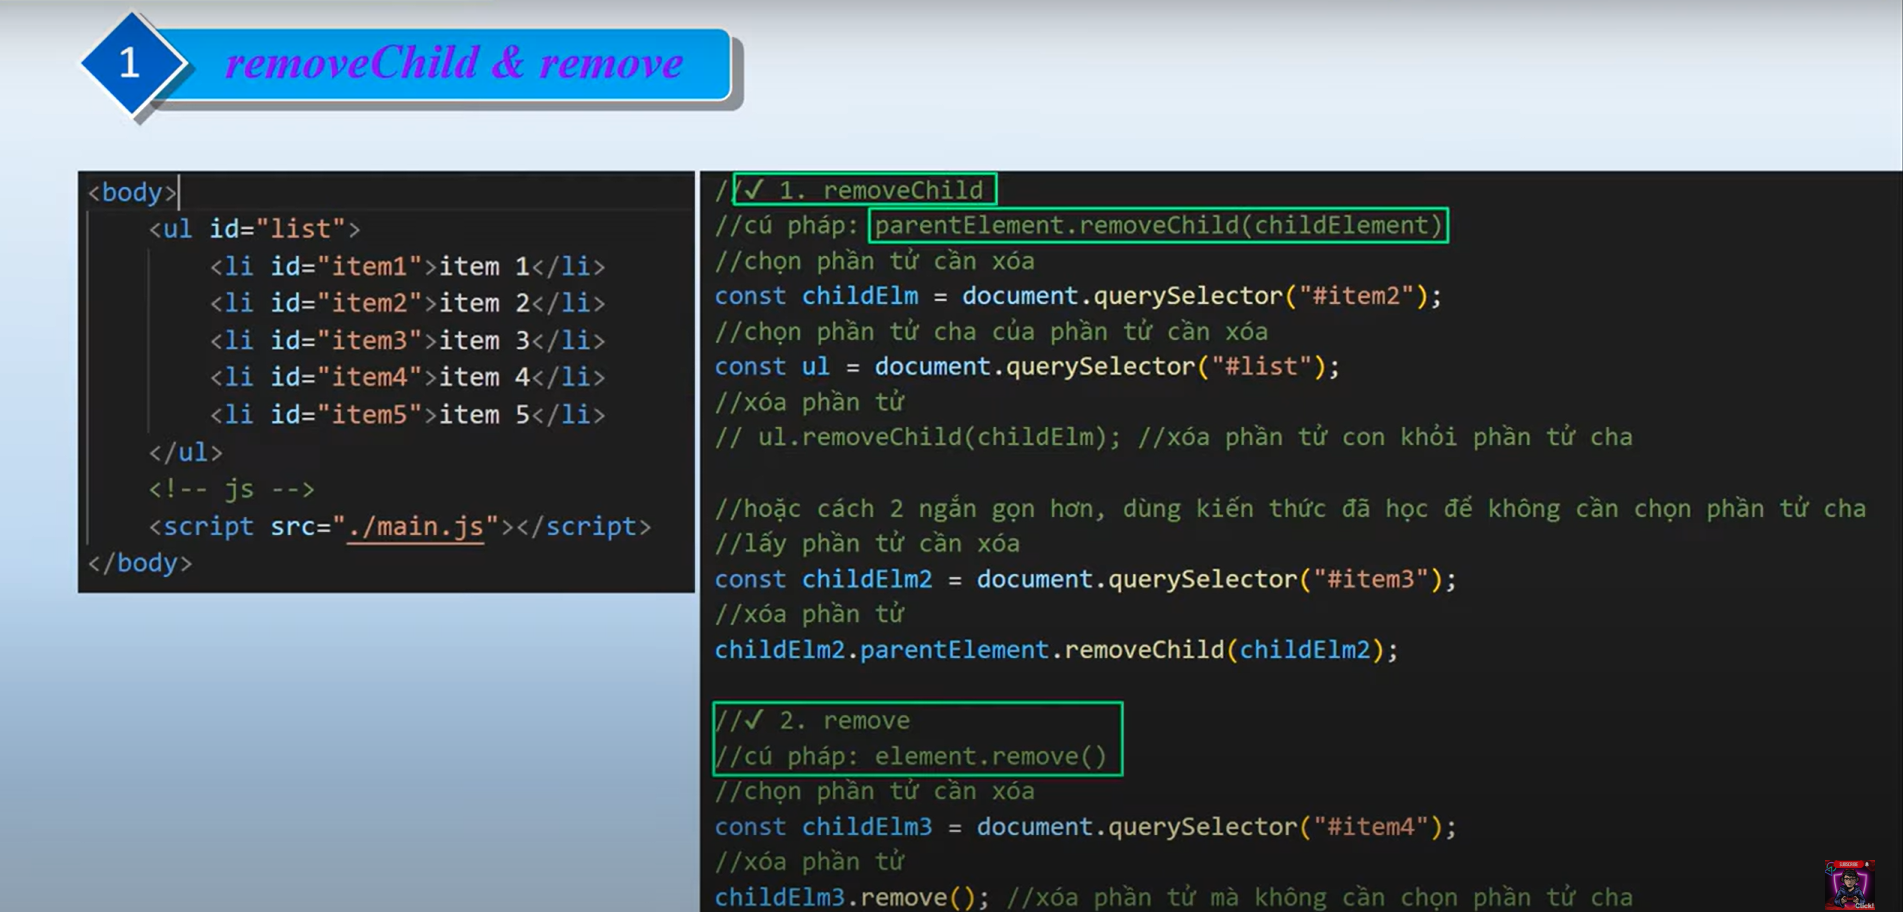 1
removeChild & remove
<body>
<ul id="list">
<li id="item1">item 1</li>
<li id="item2">item 2</li>
<li id="item3">item 3</li>
<li id="item4">item 4</li>
<li id="item5">item 5</li>
</ul>
<!-- js -->
<script src="./main.js"></script>
</body>
//✓ 1. removeChild
//cú pháp: parentElement.removeChild(childElement)
//chọn phần tử cần xóa
const childElm = document.querySelector("#item2");
//chọn phần tử cha của phần tử cần xóa
const ul = document.querySelector("#list");
//xóa phần tử
// ul.removeChild(childElm); //xóa phần tử con khỏi phần tử cha
//hoặc cách 2 ngắn gọn hơn, dùng kiến thức đã học để không cần chọn phần tử cha
//lấy phần tử cần xóa
const childElm2 = document.querySelector("#item3");
//xóa phần tử
childElm2.parentElement.removeChild(childElm2);
//✓ 2. remove
//cú pháp: element.remove()
//chọn phần tử cần xóa
const childElm3 = document.querySelector("#item4");
//xóa phần tử
childElm3.remove(); //xóa phần tử mà không cần chọn phần tử cha